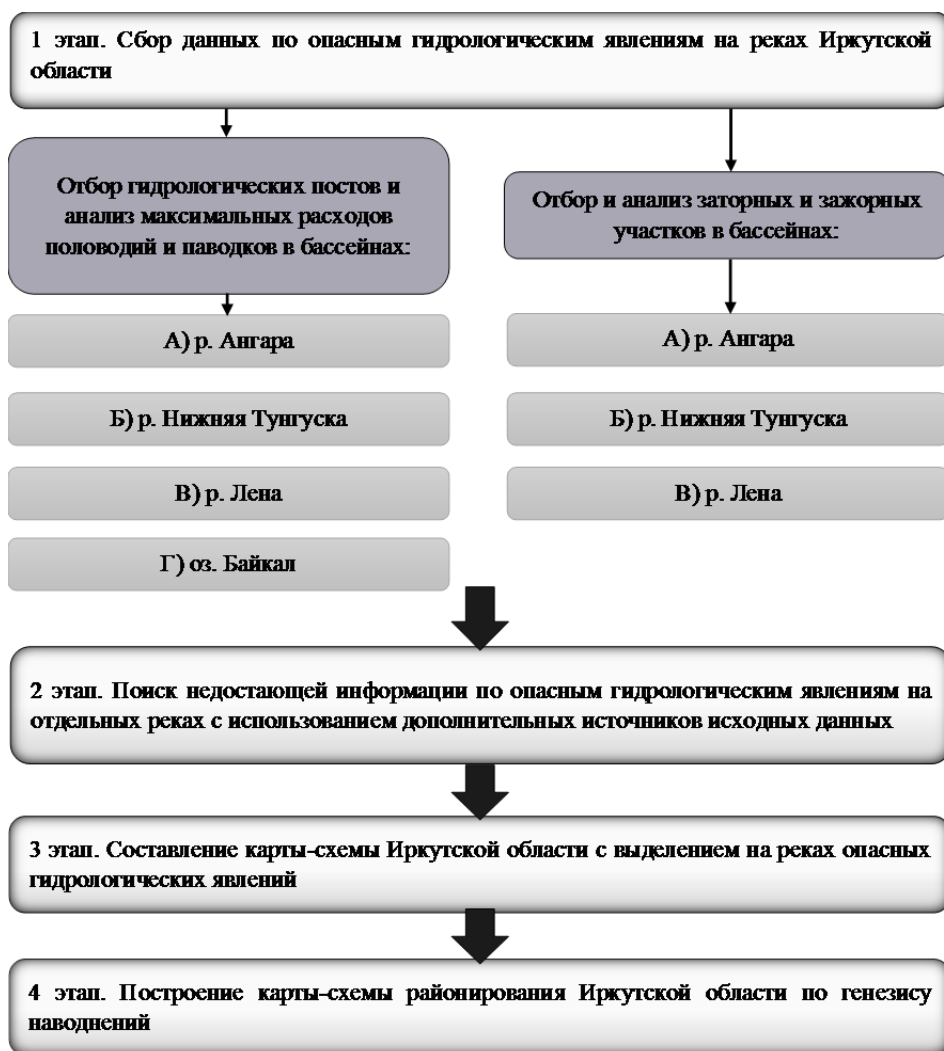 1 этап. Сбор данных по опасным гидрологическим явлениям на реках Иркутской
области
Отбор гидрологических постов и
анализ максимальных расходов
половодий и паводков в бассейнах:
А) р. Ангара
Б) р. Нижняя Тунгуска
В) р. Лена
Г) оз. Байкал
Отбор и анализ заторных и зажорных
участков в бассейнах:
А) р. Ангара
Б) р. Нижняя Тунгуска
В) р. Лена
2 этап. Поиск недостающей информации по опасным гидрологическим явлениям на
отдельных реках с использованием дополнительных источников исходных данных
3 этап. Составление карты-схемы Иркутской области с выделением на реках опасных
гидрологических явлений
4 этап. Построение карты-схемы районирования Иркутской области по генезису
наводнений